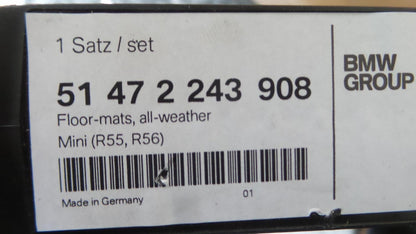 1 Satz / set
51 47 2 243 908
Floor-mats, all-weather
Mini (R55, R56)
01
Made in Germany
BMW
GROUP